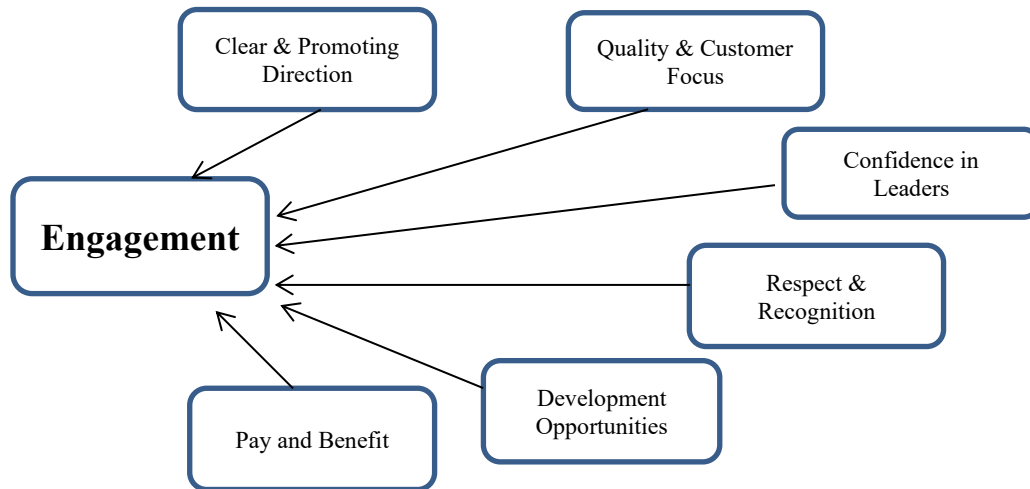 Clear & Promoting
Direction
Quality & Customer
Focus
Confidence in
Leaders
Engagement
Respect &
Recognition
Development
Opportunities
Pay and Benefit